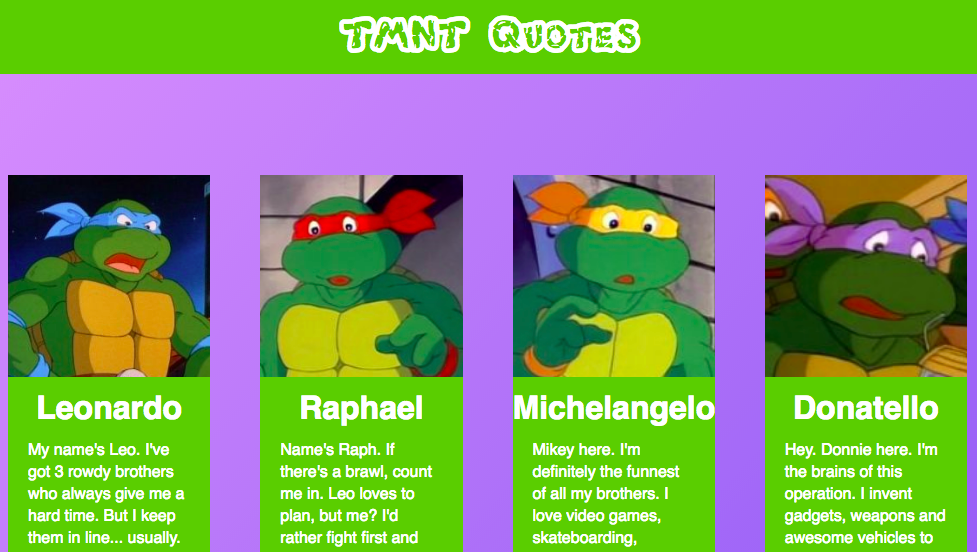 TMNT Quotes
Leonardo
My name's Leo. I've
got 3 rowdy brothers
who always give me a
hard time. But I keep
them in line... usually.
Raphael
Name's Raph. If
there's a brawl, count
me in. Leo loves to
plan, but me? I'd
rather fight first and
Michelangelo
Mikey here. I'm
definitely the funnest
of all my brothers. I
love video games,
skateboarding,
Donatello
Hey. Donnie here. I'm
the brains of this
operation. I invent
gadgets, weapons and
awesome vehicles to